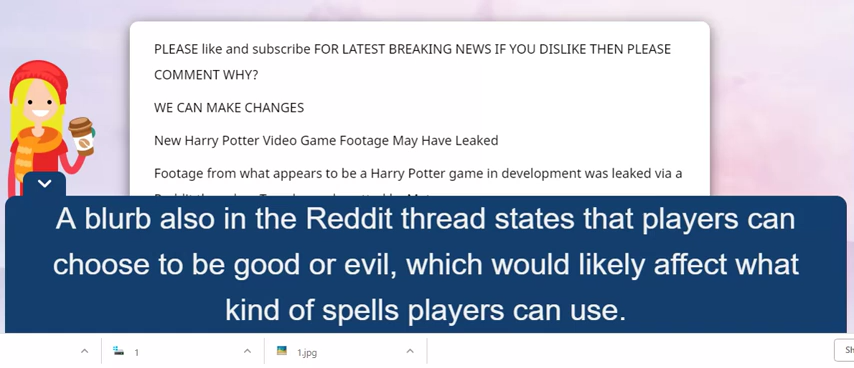 PLEASE like and subscribe FOR LATEST BREAKING NEWS IF YOU DISLIKE THEN PLEASE
COMMENT WHY?
WE CAN MAKE CHANGES
New Harry Potter Video Game Footage May Have Leaked
Footage from what appears to be a Harry Potter game in development was leaked via a
A blurb also in the Reddit thread states that players can
choose to be good or evil, which would likely affect what
kind of spells players can use.
1
1.jpg